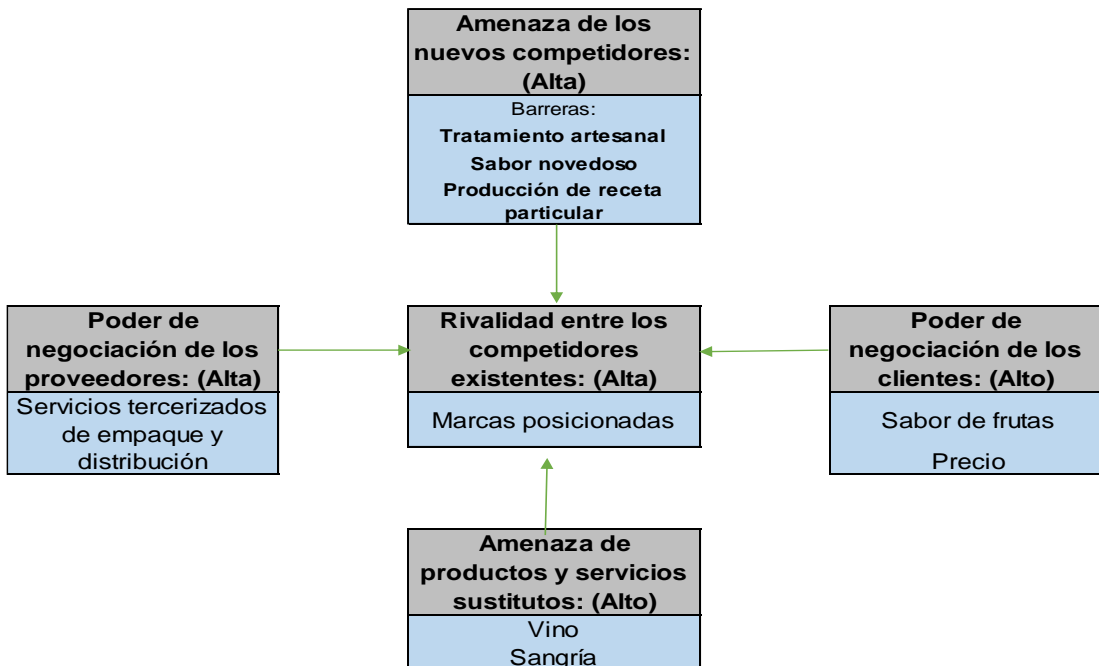 Amenaza de los
nuevos competidores:
(Alta)
Barreras:
Tratamiento artesanal
Sabor novedoso
Producción de receta
particular
Poder de
negociación de los
proveedores: (Alta)
Servicios tercerizados
de empaque y
distribución
Rivalidad entre los
competidores
existentes: (Alta)
Marcas posicionadas
Poder de
negociación de los
clientes: (Alto)
Sabor de frutas
Precio
Amenaza de
productos y servicios
sustitutos: (Alto)
Vino
Sangría